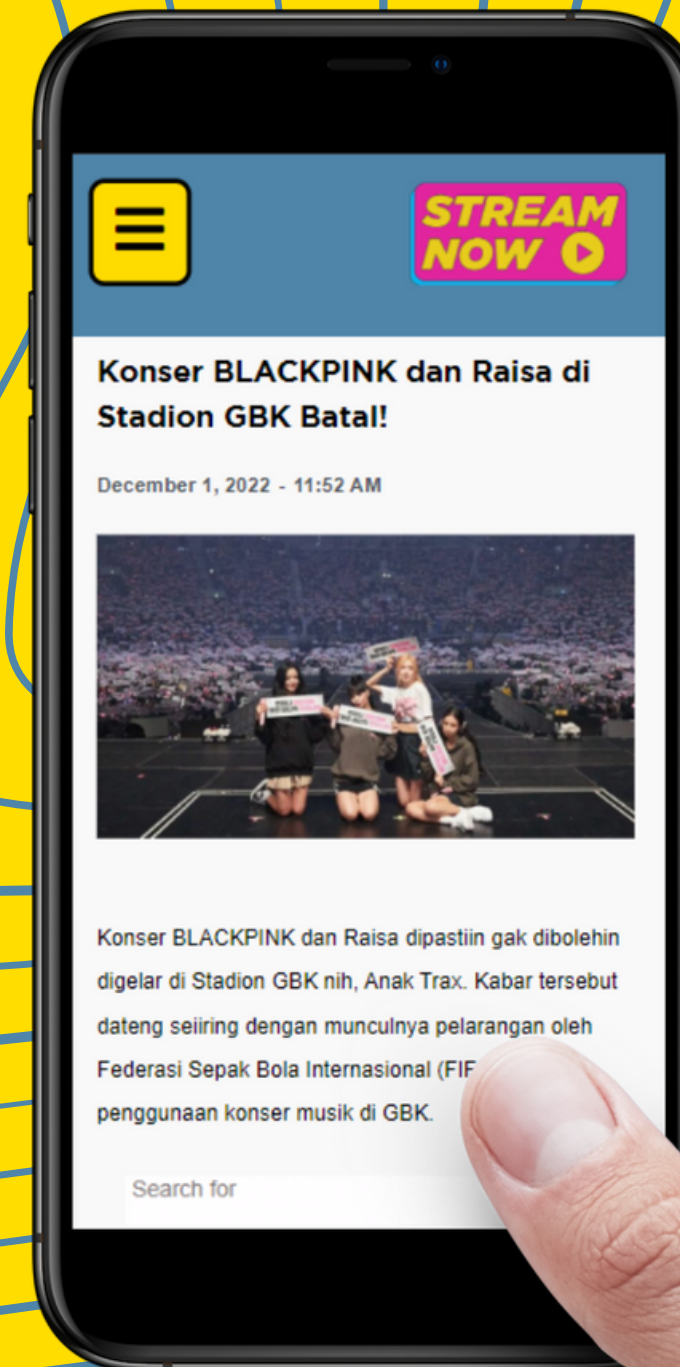 STREAM
NOW
Konser BLACKPINK dan Raisa di
Stadion GBK Batal!
December 1, 2022 - 11:52 AM
Konser BLACKPINK dan Raisa dipastiin gak dibolehin
digelar di Stadion GBK nih, Anak Trax. Kabar tersebut
dateng seiiring dengan munculnya pelarangan oleh
Federasi Sepak Bola Internasional (FIF
penggunaan konser musik di GBK.
Search for